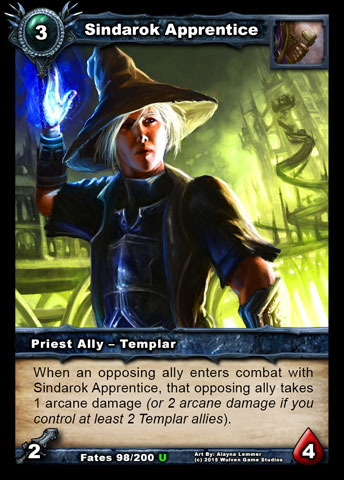 3
Sindarok Apprentice
Priest Ally – Templar
When an opposing ally enters combat with
Sindarok Apprentice, that opposing ally takes
1 arcane damage (or 2 arcane damage if you
control at least 2 Templar allies).
2
Fates 98/200 U
Art By: Alayna Lemmer
(c) 2015 Wulven Game Studios
4